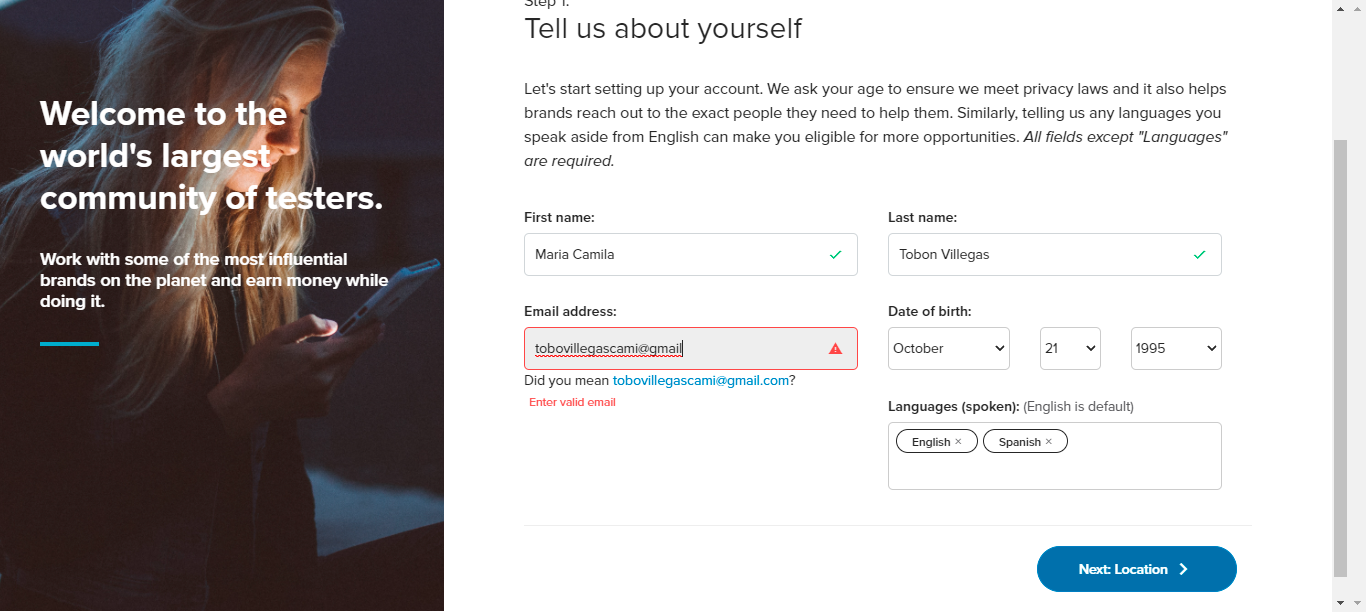 Step 1:
Tell us about yourself
Welcome to the
world's largest
community of testers.
Work with some of the most influential
brands on the planet and earn money while
doing it.
Let's start setting up your account. We ask your age to ensure we meet privacy laws and it also helps
brands reach out to the exact people they need to help them. Similarly, telling us any languages you
speak aside from English can make you eligible for more opportunities. All fields except "Languages"
are required.
First name:
Last name:
Maria Camila
Tobon Villegas
Email address:
Date of birth:
tobovillegascami@gmail
October
21
1995
Did you mean tobovillegascami@gmail.com?
Enter valid email
Languages (spoken): (English is default)
English ×
Spanish ×
Next: Location